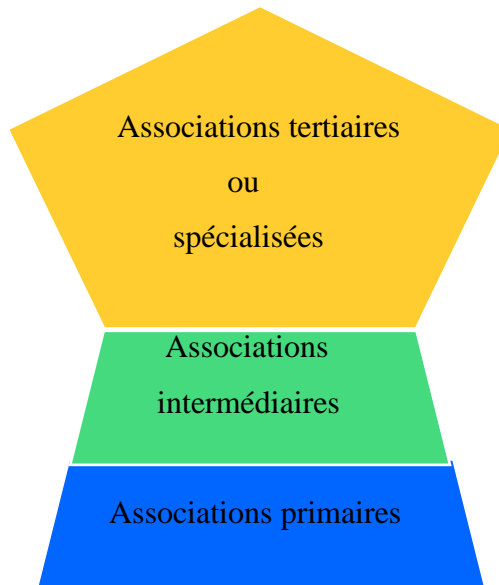 Associations tertiaires
ou
spécialisées
Associations
intermédiaires
Associations primaires